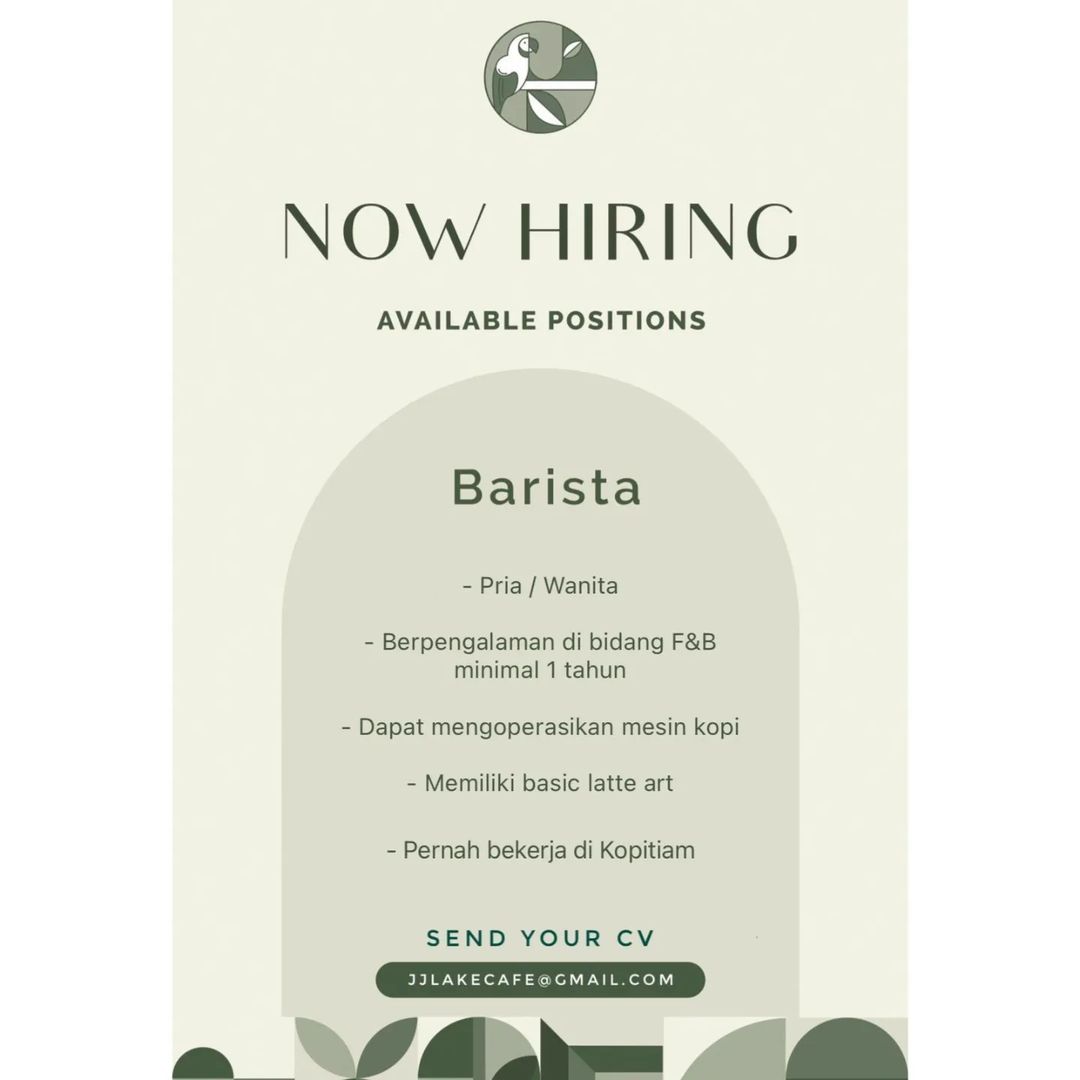 NOW HIRING
AVAILABLE POSITIONS
Barista
- Pria / Wanita
- Berpengalaman di bidang F&B
minimal 1 tahun
- Dapat mengoperasikan mesin kopi
- Memiliki basic latte art
- Pernah bekerja di Kopitiam
SEND YOUR CV
JJLAKECAFE@GMAIL.COM